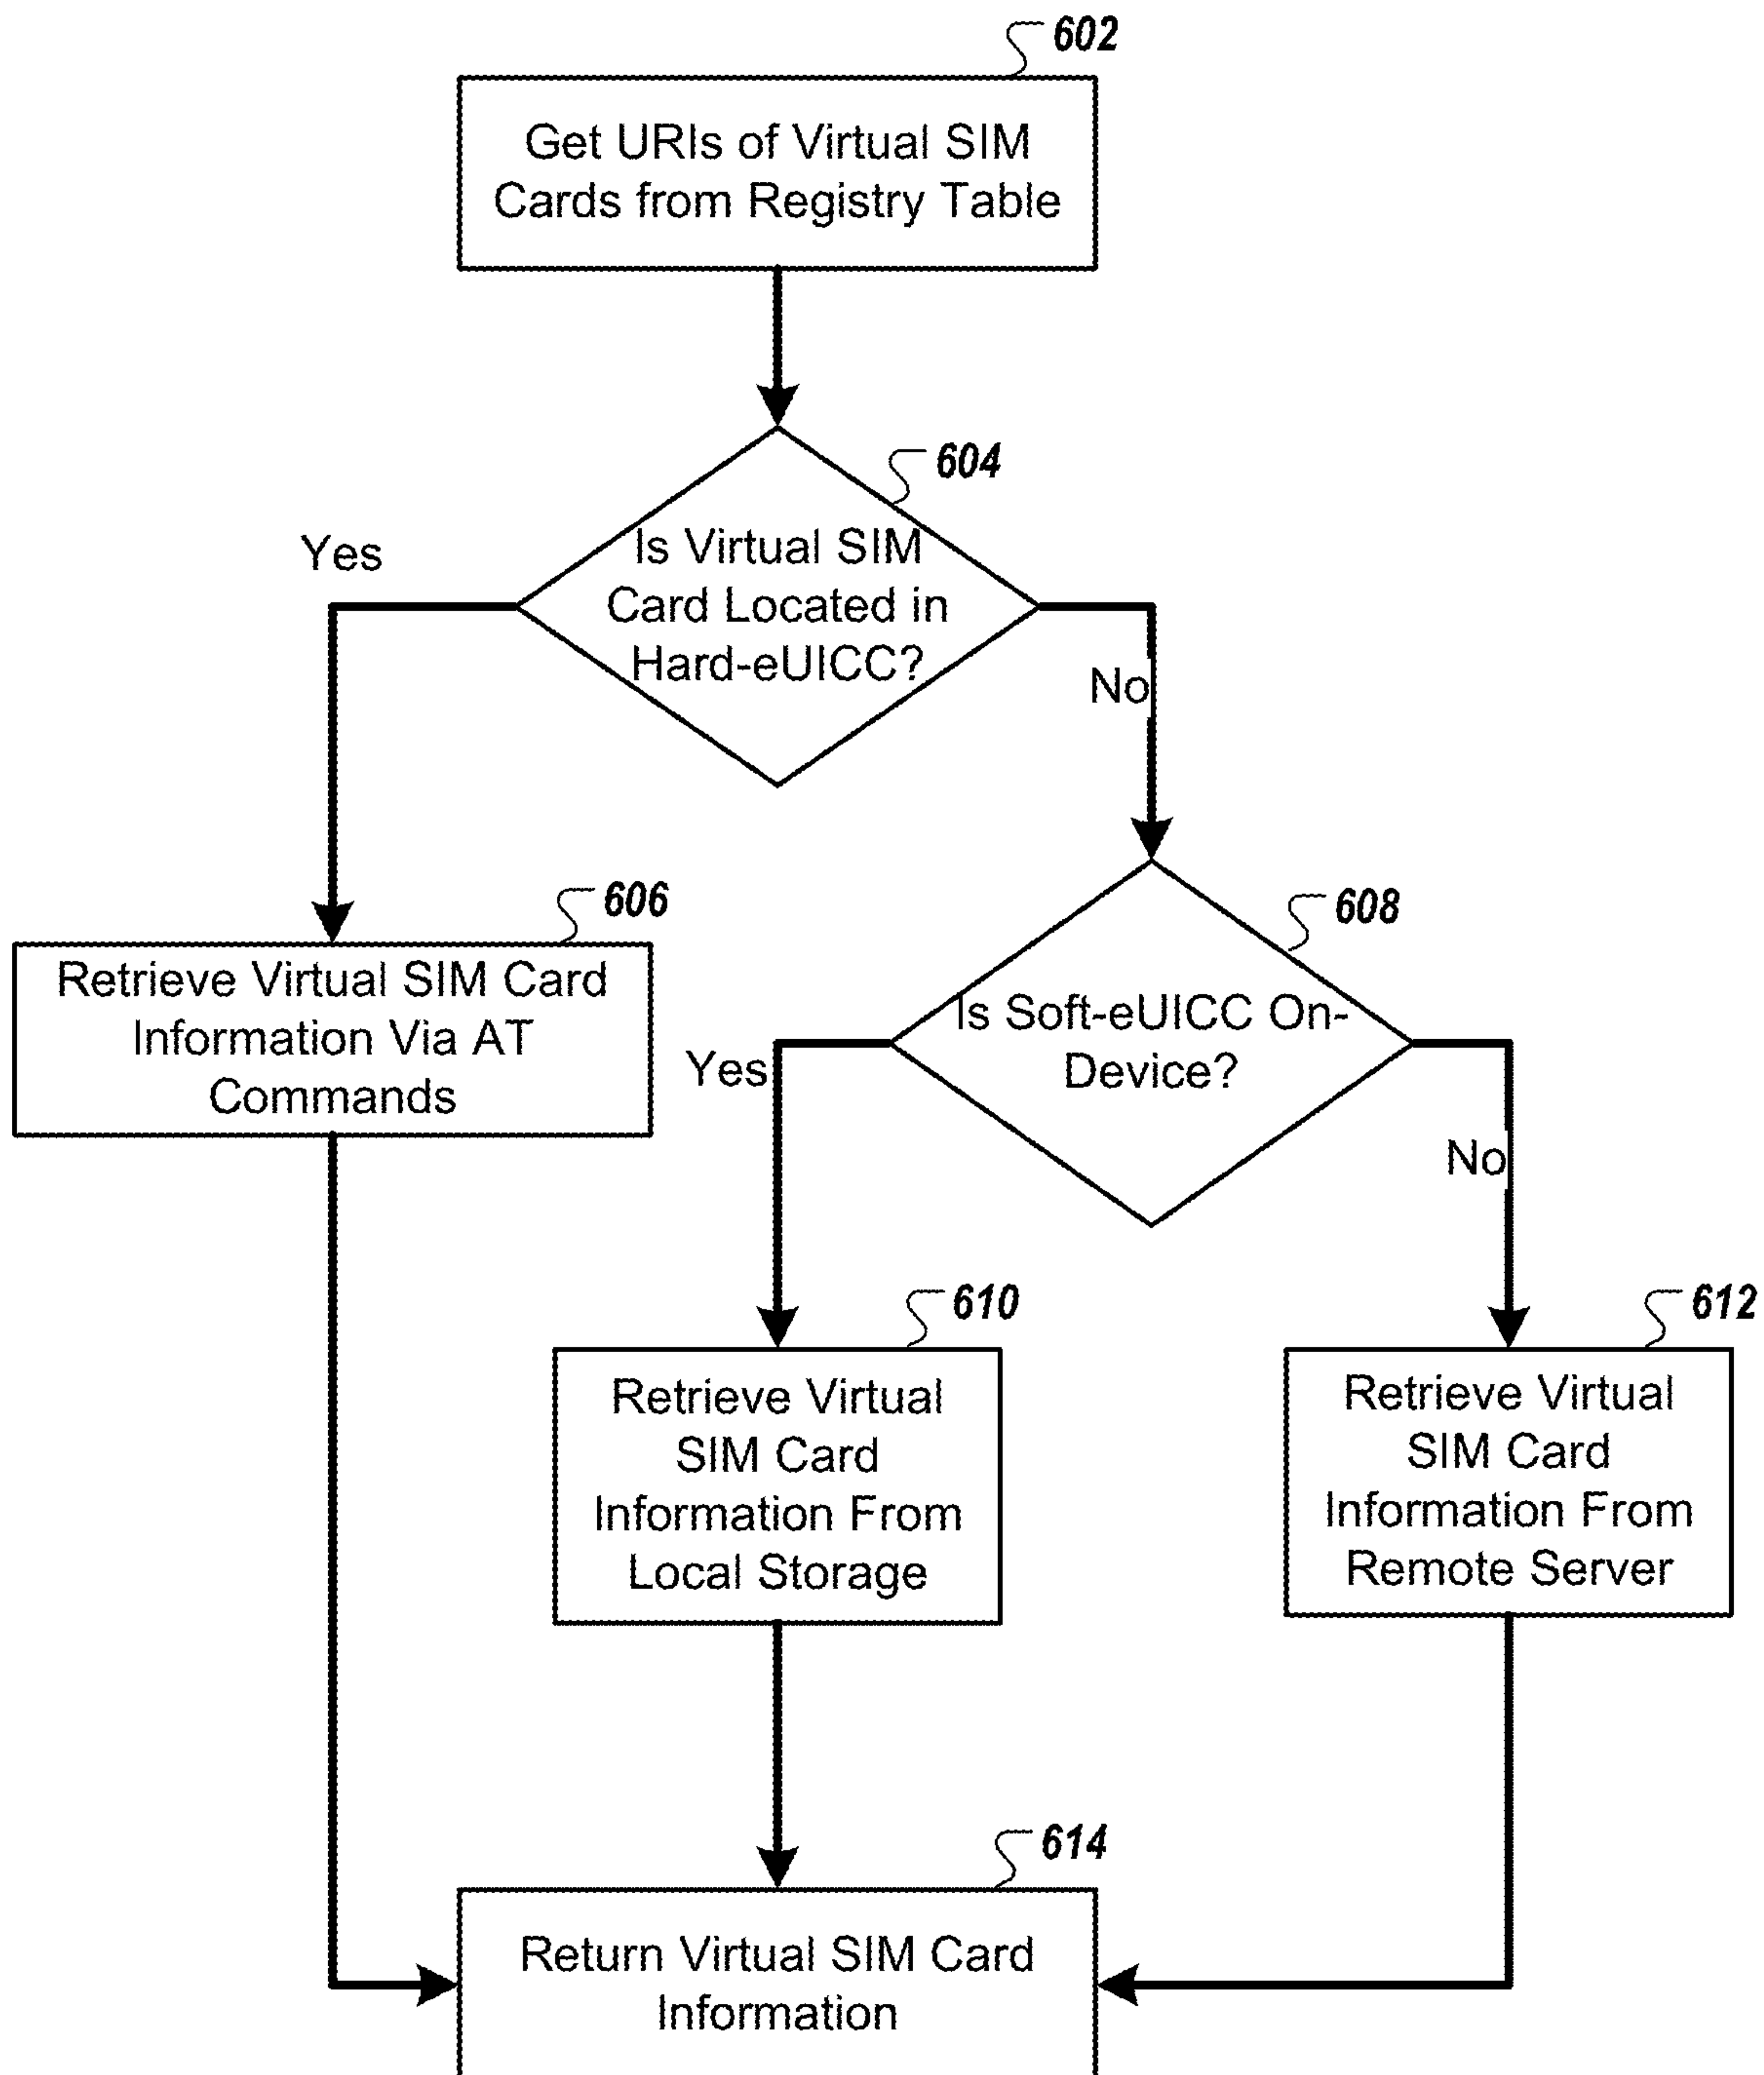 602
Get URIs of Virtual SIM
Cards from Registry Table
604
Is Virtual SIM
Card Located in
Hard-eUICC?
Yes
No
606
Retrieve Virtual SIM Card
Information Via AT
Commands
608
Is Soft-eUICC On-
Device?
Yes
No
610
Retrieve Virtual
SIM Card
Information From
Local Storage
612
Retrieve Virtual
SIM Card
Information From
Remote Server
614
Return Virtual SIM Card
Information